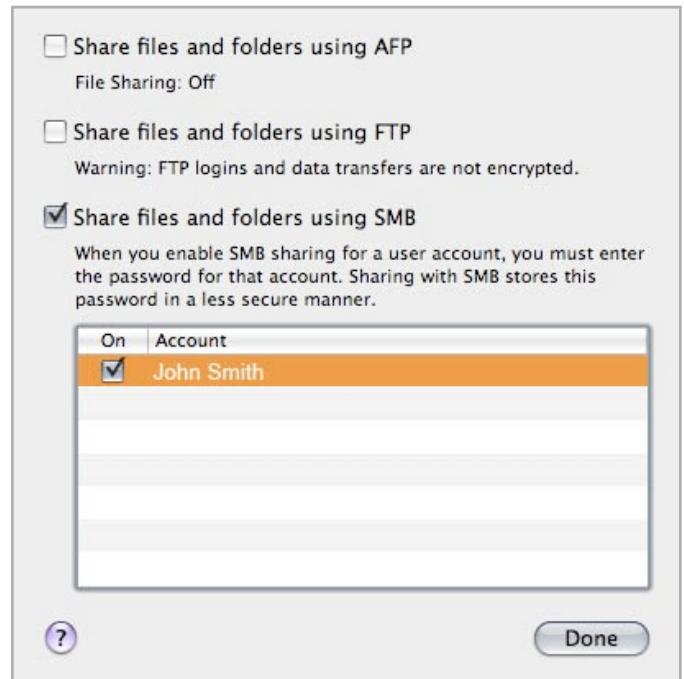 Share files and folders using AFP
File Sharing: Off
Share files and folders using FTP
Warning: FTP logins and data transfers are not encrypted.
Share files and folders using SMB
When you enable SMB sharing for a user account, you must enter
the password for that account. Sharing with SMB stores this
password in a less secure manner.
On Account
John Smith
? Done